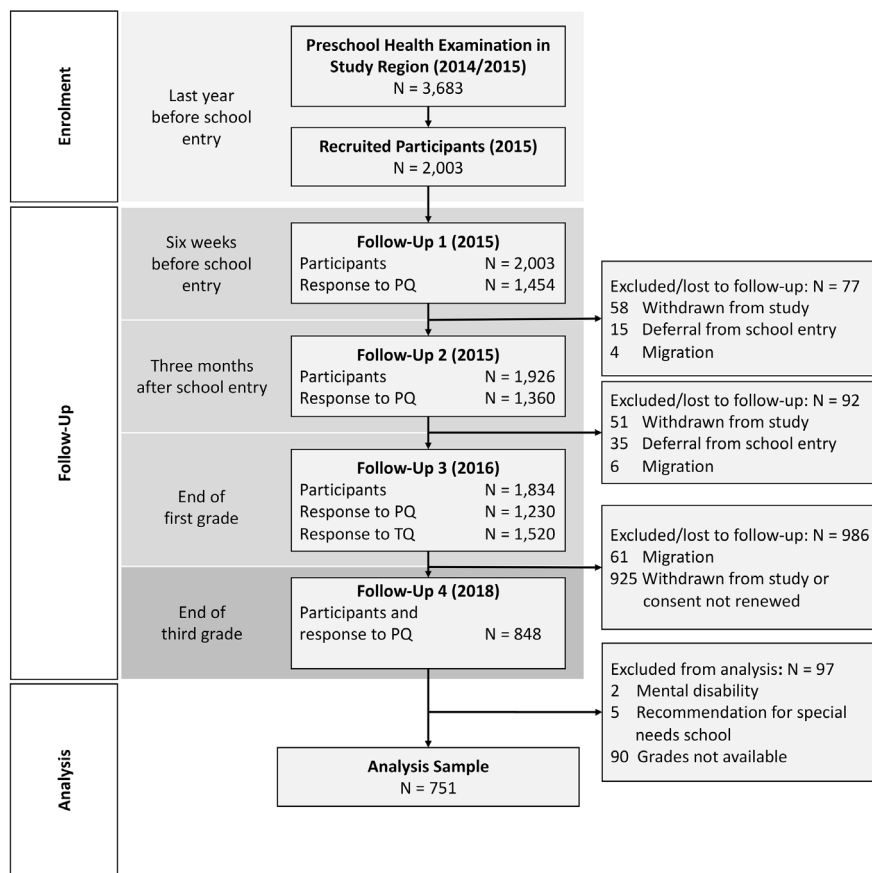 Enrolment
Last year
before school
entry
Preschool Health Examination in
Study Region (2014/2015)
N = 3,683
Recruited Participants (2015)
N = 2,003
Follow-Up
Six weeks
before school
entry
Follow-Up 1 (2015)
Participants N = 2,003
Response to PQ N = 1,454
Excluded/lost to follow-up: N = 77
58 Withdrawn from study
15 Deferral from school entry
4 Migration
Three months
after school entry
Follow-Up 2 (2015)
Participants N = 1,926
Response to PQ N = 1,360
Excluded/lost to follow-up: N = 92
51 Withdrawn from study
35 Deferral from school entry
6 Migration
End of
first grade
Follow-Up 3 (2016)
Participants N = 1,834
Response to PQ N = 1,230
Response to TQ N = 1,520
Excluded/lost to follow-up: N = 986
61 Migration
925 Withdrawn from study or
consent not renewed
End of
third grade
Follow-Up 4 (2018)
Participants and
response to PQ N = 848
Excluded from analysis: N = 97
2 Mental disability
5 Recommendation for special
needs school
90 Grades not available
Analysis
Analysis Sample
N = 751